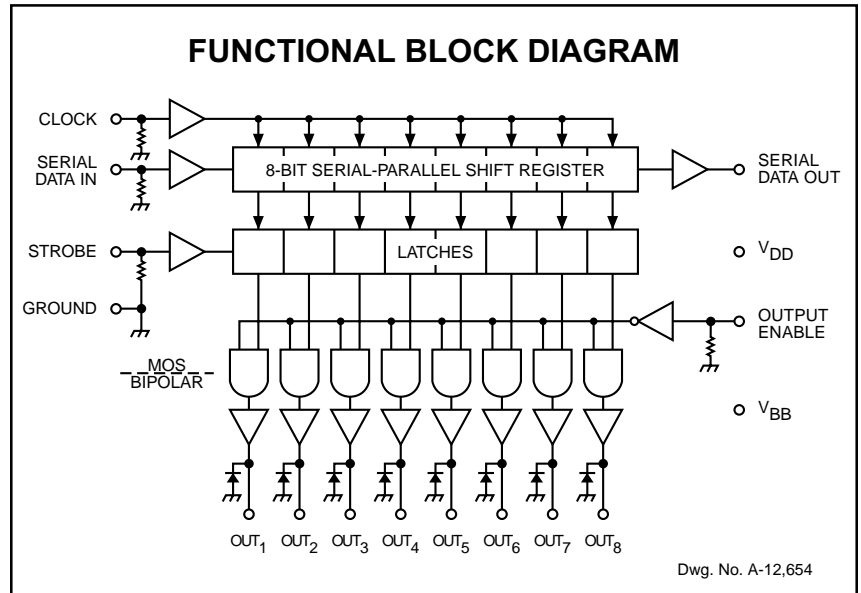 FUNCTIONAL BLOCK DIAGRAM
CLOCK
SERIAL
DATA IN
8-BIT SERIAL-PARALLEL SHIFT REGISTER
SERIAL
DATA OUT
STROBE
LATCHES
VDD
GROUND
OUTPUT
ENABLE
MOS
BIPOLAR
VBB
OUT1 OUT2 OUT3 OUT4 OUT5 OUT6 OUT7 OUT8
Dwg. No. A-12,654